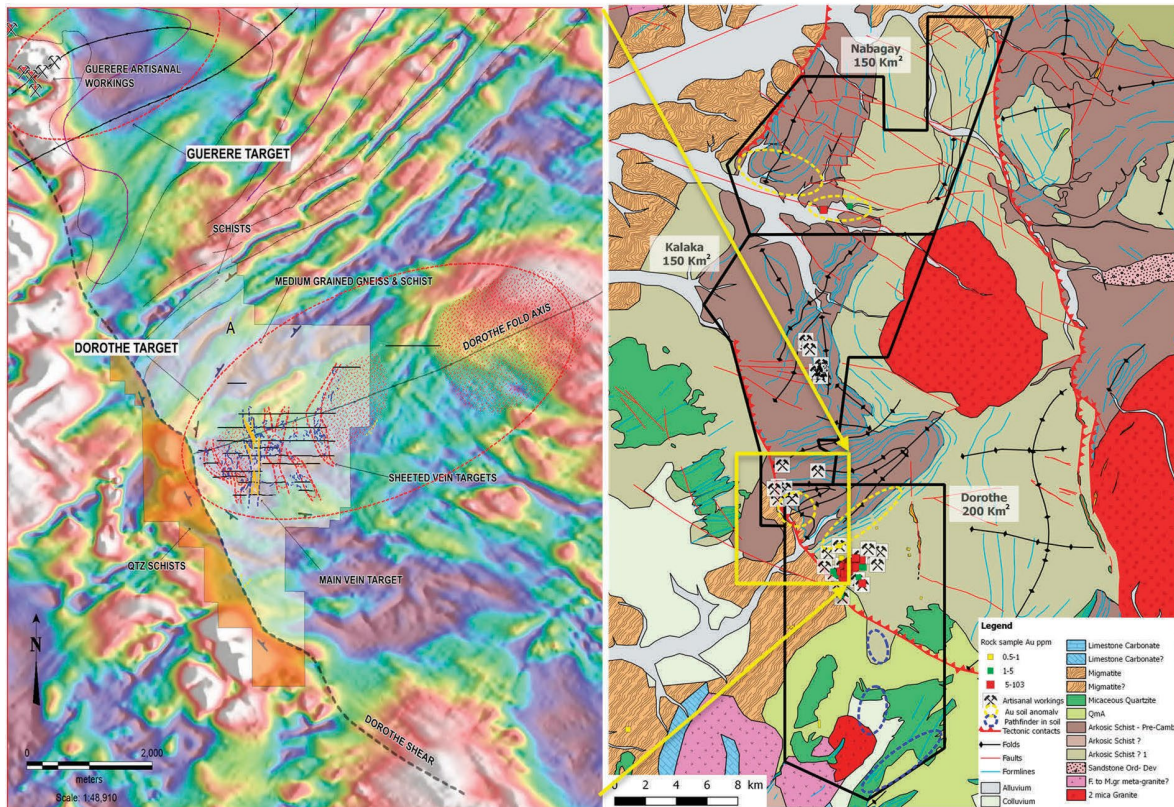 GUERERE ARTISANAL
WORKINGS
GUERERE TARGET
SCHISTS
MEDIUM GRAINED GNEISS & SCHIST
A
DOROTHE TARGET
DOROTHE FOLD AXIS
SHEETED VEIN TARGETS
QTZ SCHISTS
MAIN VEIN TARGET
DOROTHE SHEAR
N
0 2,000
meters
Scale: 1:48,910
Nabagay
150 Km²
Kalaka
150 Km²
Dorothe
200 Km²
0 2 4 6 8 km
Legend
Rock sample Au ppm
0.5-1
1-5
5-103
Artisanal workings
Au soil anomaly
Pathfinder in soil
Tectonic contacts
Folds
Faults
Formlines
Alluvium
Colluvium
Limestone Carbonate
Limestone Carbonate?
Migmatite
Migmatite?
Micaceous Quartzite
QmA
Arkosic Schist - Pre-Camb
Arkosic Schist ?
Arkosic Schist ? 1
Sandstone Ord- Dev
F. to M.gr meta-granite?
2 mica Granite